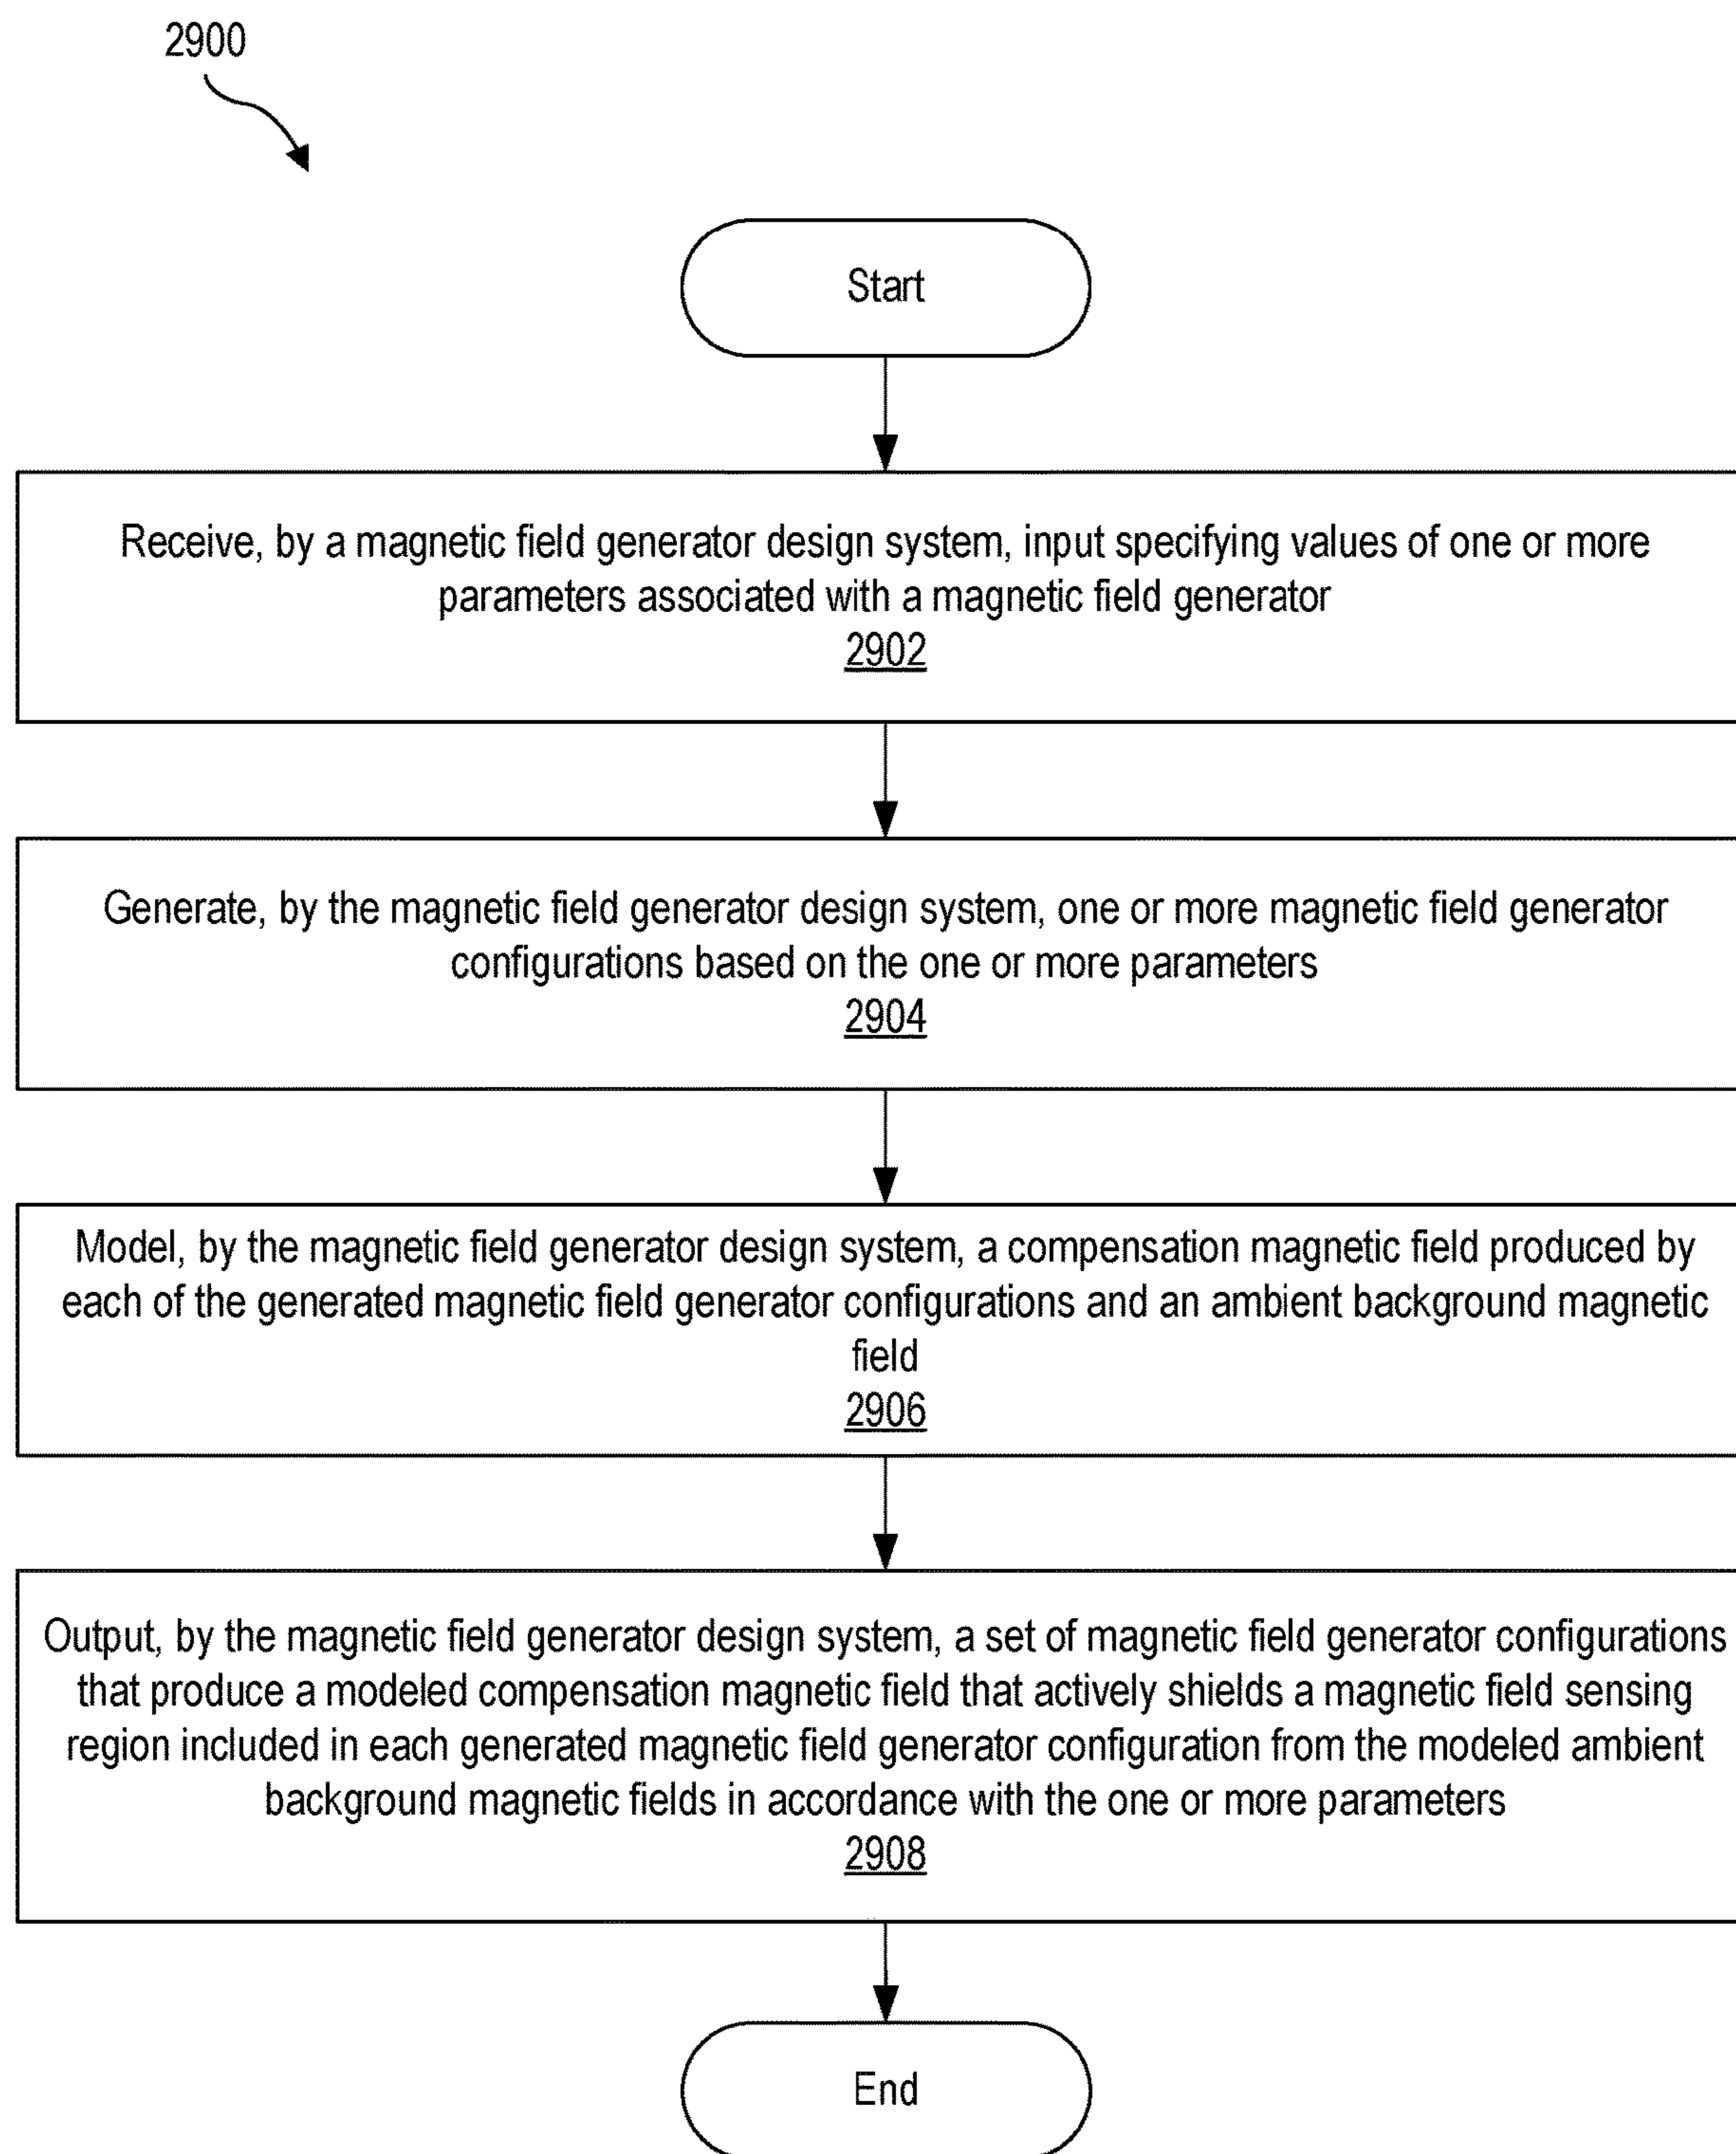 2900
Start
Receive, by a magnetic field generator design system, input specifying values of one or more
parameters associated with a magnetic field generator
2902
Generate, by the magnetic field generator design system, one or more magnetic field generator
configurations based on the one or more parameters
2904
Model, by the magnetic field generator design system, a compensation magnetic field produced by
each of the generated magnetic field generator configurations and an ambient background magnetic
field
2906
Output, by the magnetic field generator design system, a set of magnetic field generator configurations
that produce a modeled compensation magnetic field that actively shields a magnetic field sensing
region included in each generated magnetic field generator configuration from the modeled ambient
background magnetic fields in accordance with the one or more parameters
2908
End